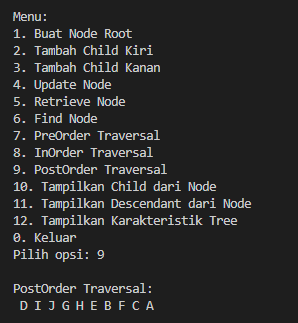 Menu:
1. Buat Node Root
2. Tambah Child Kiri
3. Tambah Child Kanan
4. Update Node
5. Retrieve Node
6. Find Node
7. PreOrder Traversal
8. InOrder Traversal
9. PostOrder Traversal
10. Tampilkan Child dari Node
11. Tampilkan Descendant dari Node
12. Tampilkan Karakteristik Tree
0. Keluar
Pilih opsi: 9
PostOrder Traversal:
D I J G H E B F C A